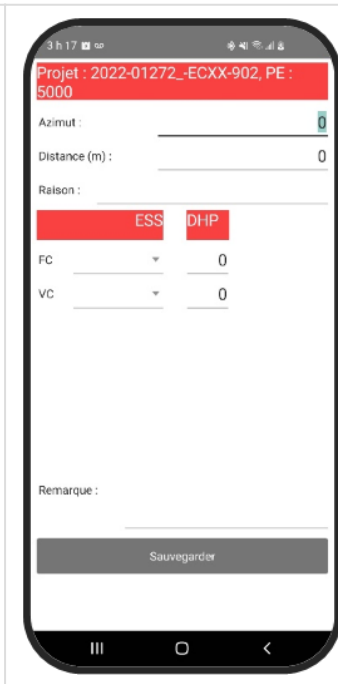 3 h 17
Projet : 2022-01272_-ECXX-902, PE :
5000
Azimut : 0
Distance (m) : 0
Raison :
ESS DHP
FC 0
VC 0
Remarque :
Sauvegarder